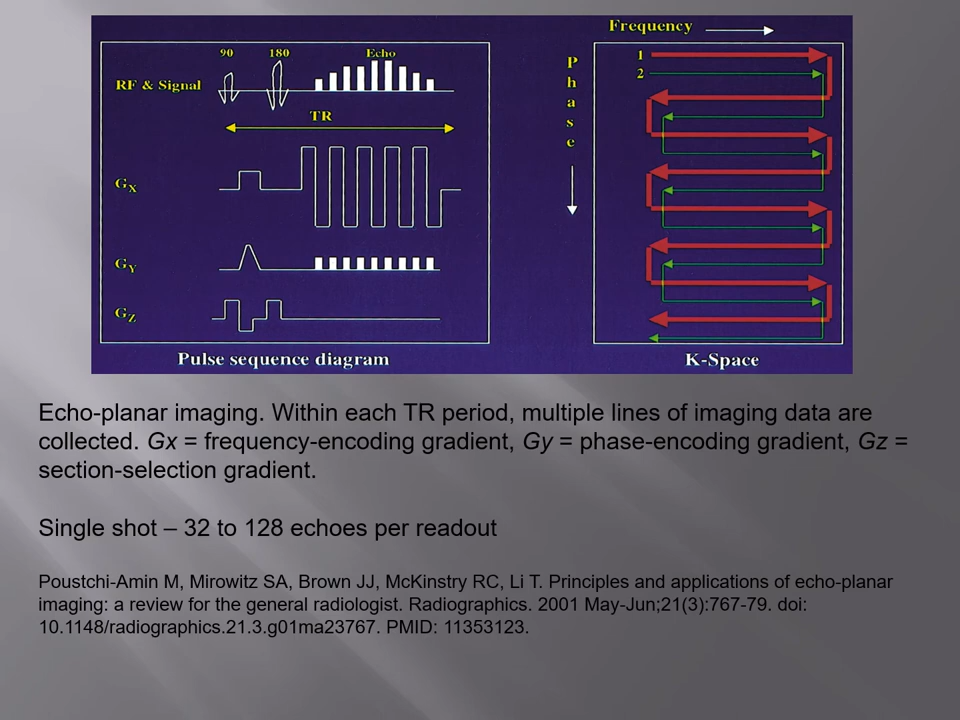 Frequency
90 180 Echo
RF & Signal
TR
Gx
GY
GZ
Pulse sequence diagram
P
h
a
s
e
1
2
K-Space
Echo-planar imaging. Within each TR period, multiple lines of imaging data are
collected. Gx = frequency-encoding gradient, Gy = phase-encoding gradient, Gz =
section-selection gradient.
Single shot – 32 to 128 echoes per readout
Poustchi-Amin M, Mirowitz SA, Brown JJ, McKinstry RC, Li T. Principles and applications of echo-planar
imaging: a review for the general radiologist. Radiographics. 2001 May-Jun;21(3):767-79. doi:
10.1148/radiographics.21.3.g01ma23767. PMID: 11353123.